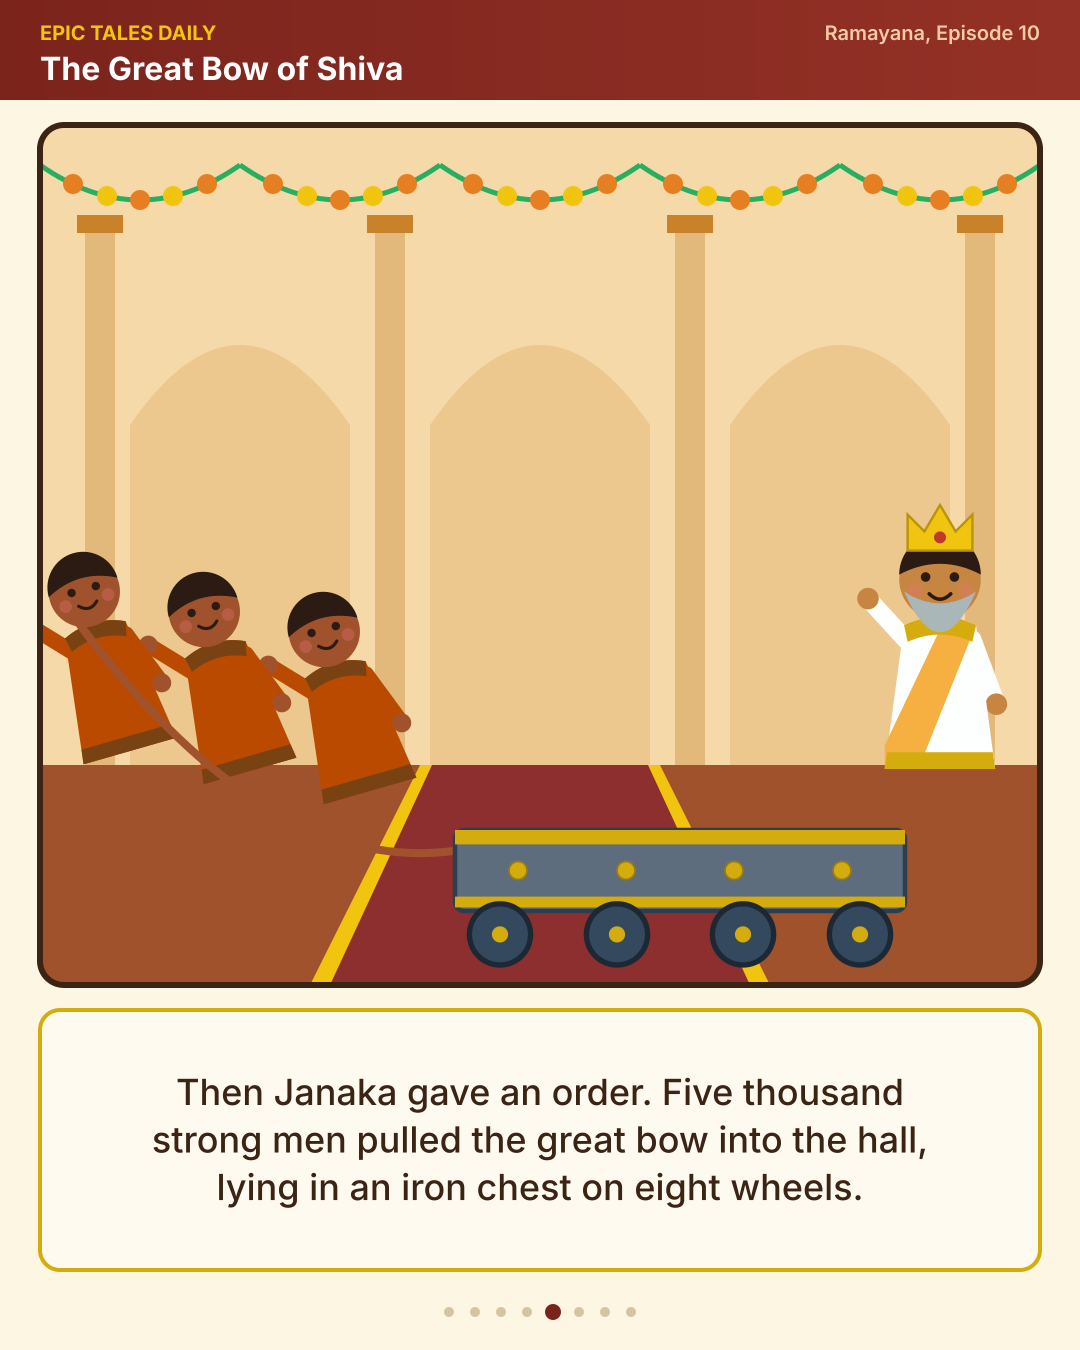 EPIC TALES DAILY
Ramayana, Episode 10
The Great Bow of Shiva
Then Janaka gave an order. Five thousand
strong men pulled the great bow into the hall,
lying in an iron chest on eight wheels.